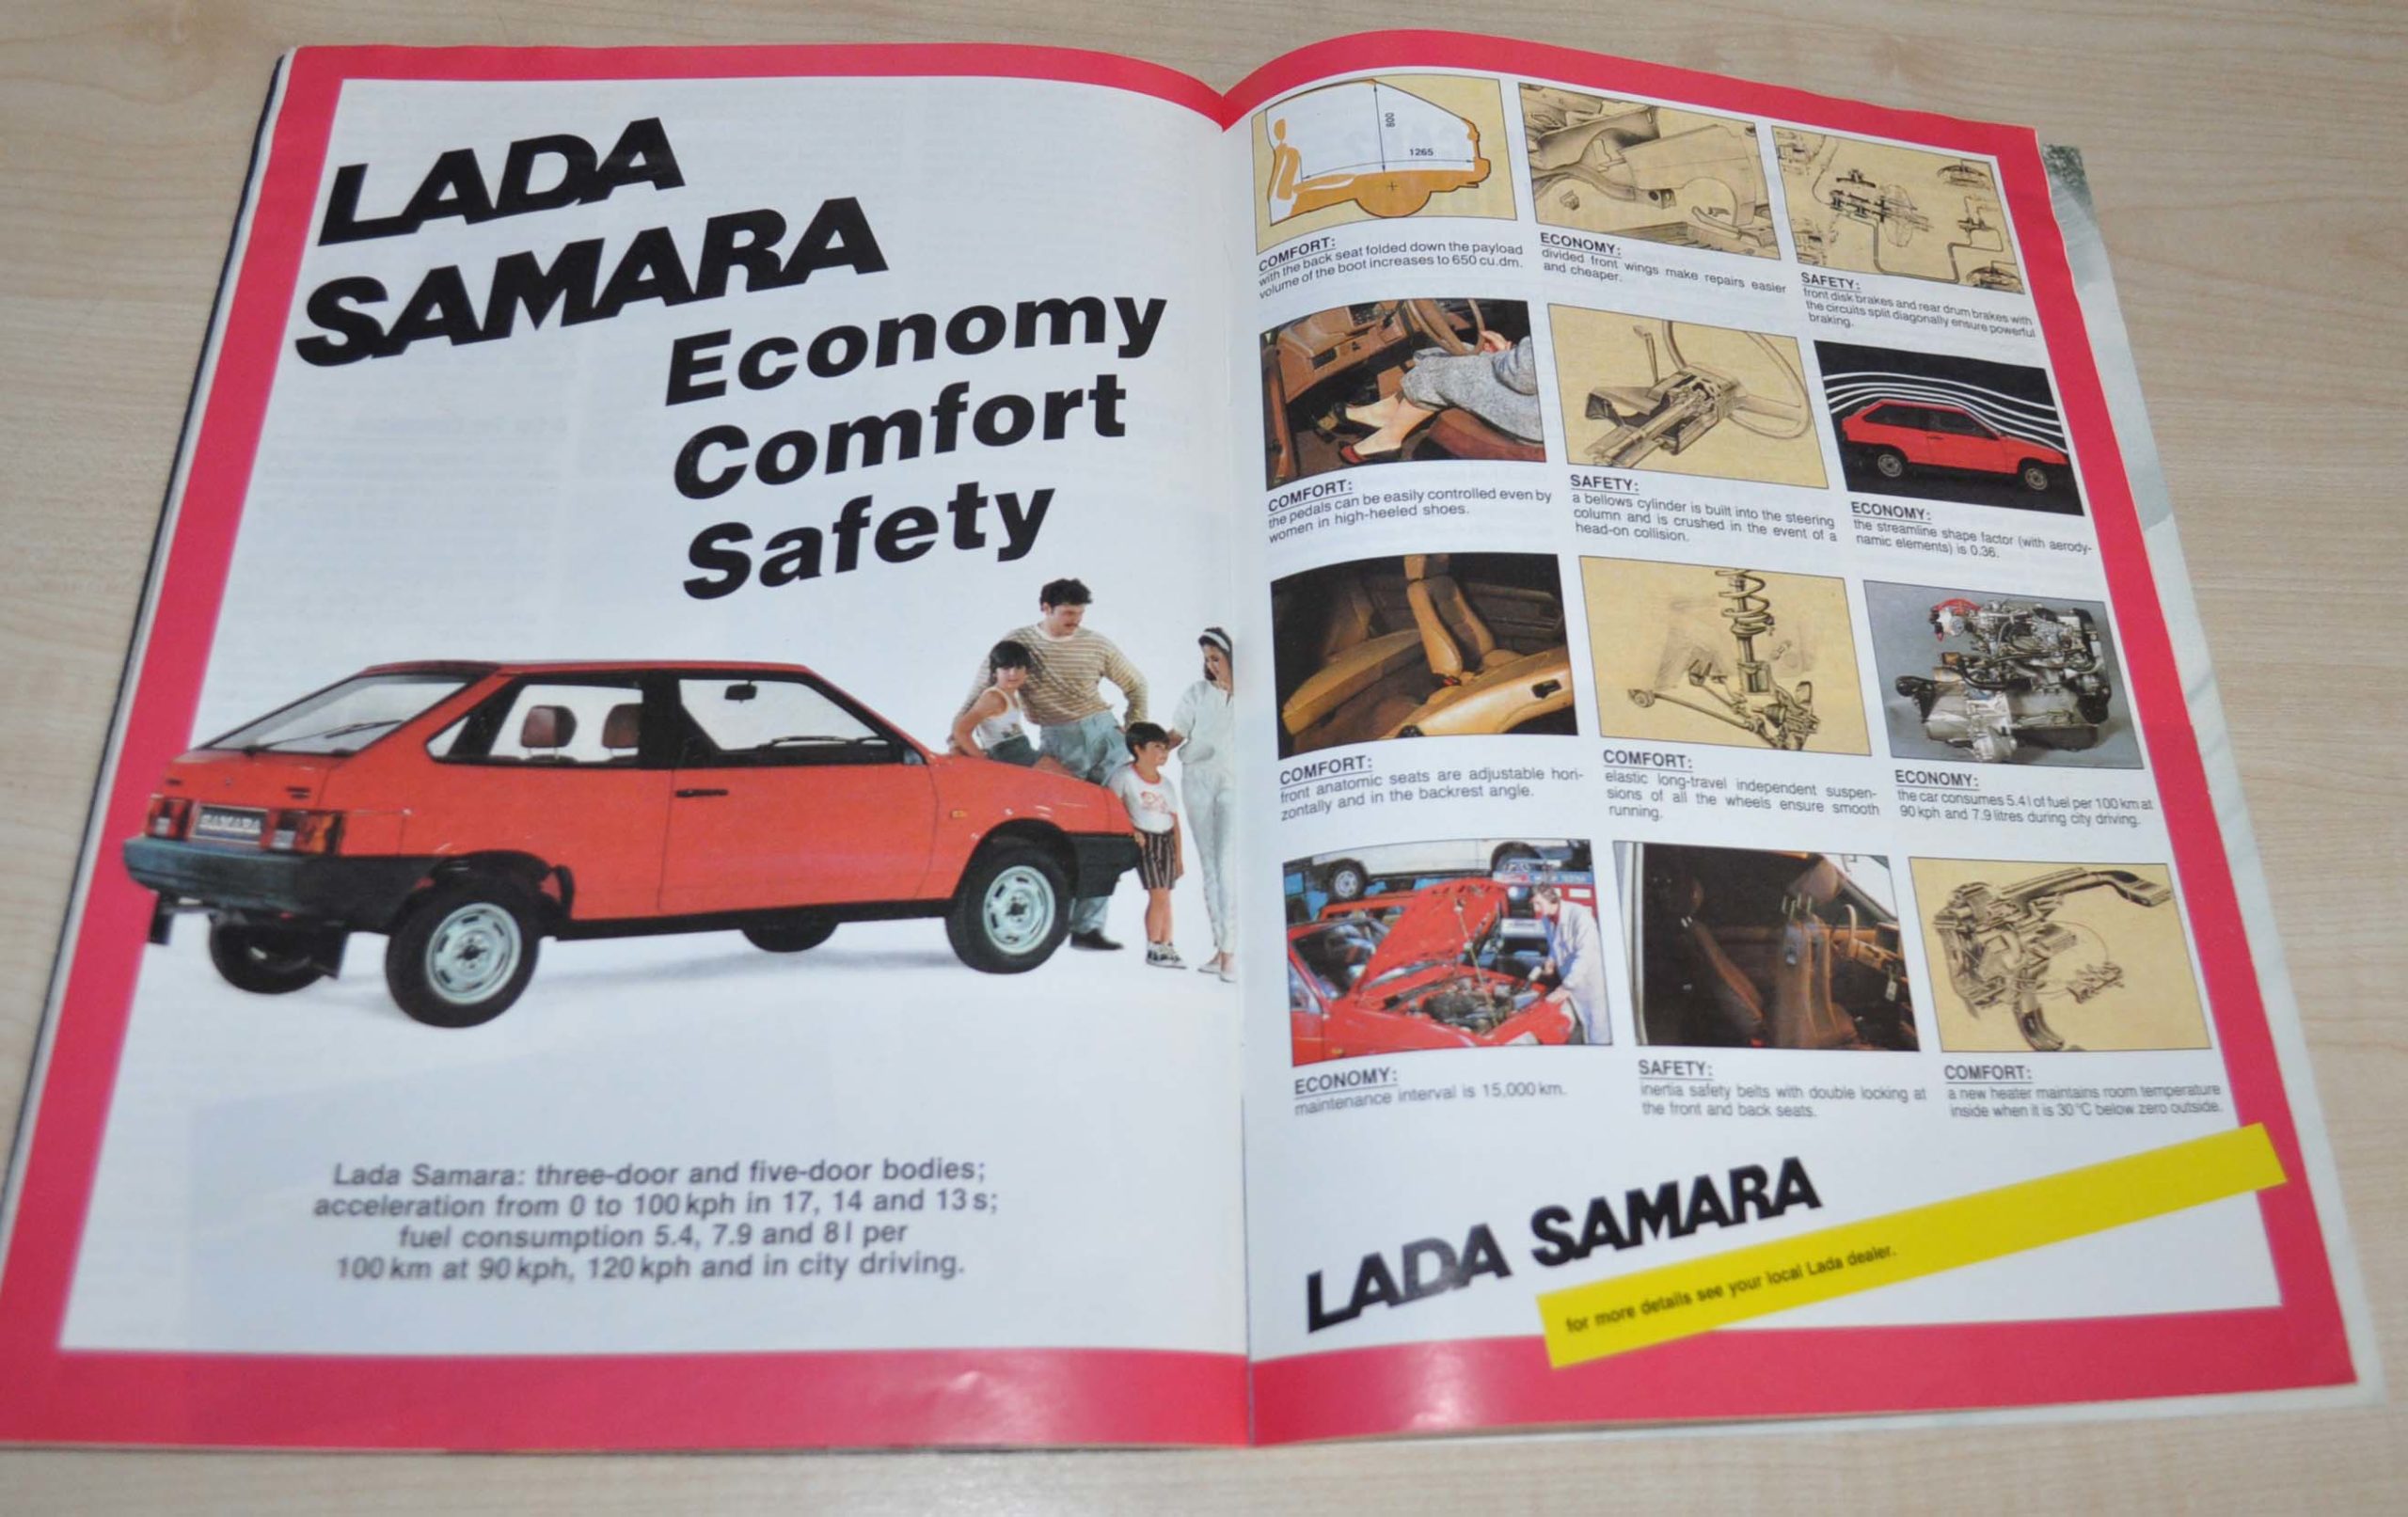 LADA
SAMARA
Economy
Comfort
Safety
SAMARA
Lada Samara: three-door and five-door bodies;
acceleration from 0 to 100 kph in 17, 14 and 13 s;
fuel consumption 5.4, 7.9 and 8 l per
100 km at 90 kph, 120 kph and in city driving.
800
1265
COMFORT:
with the back seat folded down the payload
volume of the boot increases to 650 cu.dm.
ECONOMY:
divided front wings make repairs easier
and cheaper.
SAFETY:
front disk brakes and rear drum brakes with
the circuits split diagonally ensure powerful
braking.
COMFORT:
the pedals can be easily controlled even by
women in high-heeled shoes.
SAFETY:
a bellows cylinder is built into the steering
column and is crushed in the event of a
head-on collision.
ECONOMY:
the streamline shape factor (with aerody-
namic elements) is 0.36.
COMFORT:
front anatomic seats are adjustable hori-
zontally and in the backrest angle.
COMFORT:
elastic long-travel independent suspen-
sions of all the wheels ensure smooth
running.
ECONOMY:
the car consumes 5.4 l of fuel per 100 km at
90 kph and 7.9 litres during city driving.
ECONOMY:
maintenance interval is 15,000 km.
SAFETY:
inertia safety belts with double locking at
the front and back seats.
COMFORT:
a new heater maintains room temperature
inside when it is 30 °C below zero outside.
LADA SAMARA
for more details see your local Lada dealer.